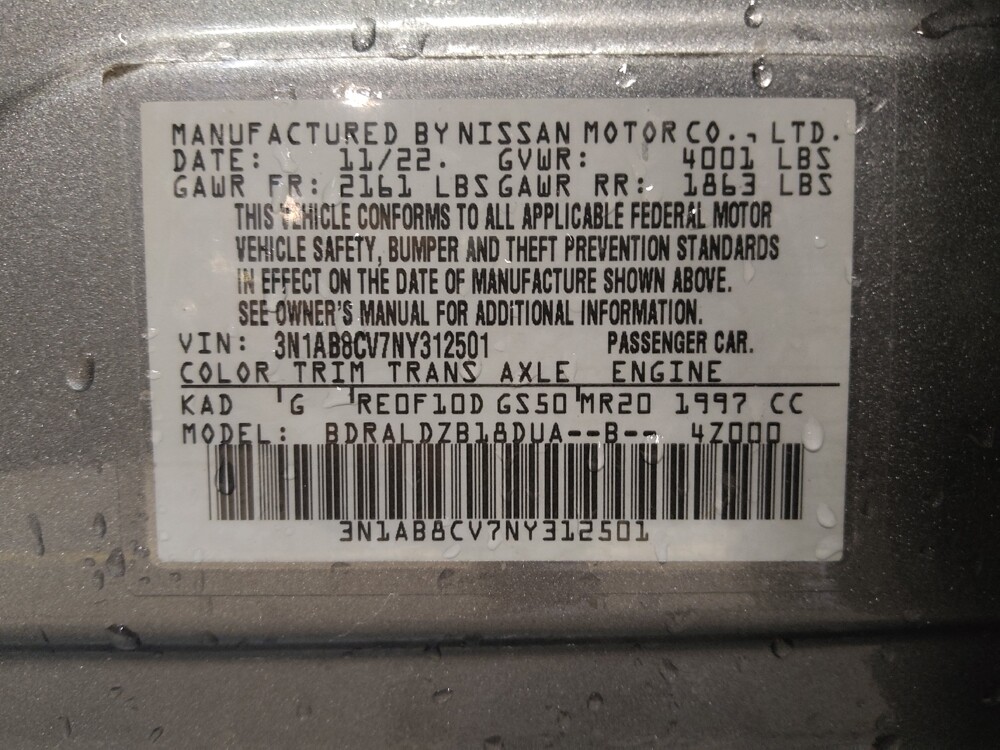 MANUFACTURED BY NISSAN MOTOR CO., LTD.
DATE: 11/22. GVWR: 4001 LBS
GAWR FR: 2161 LBS GAWR RR: 1863 LBS
THIS VEHICLE CONFORMS TO ALL APPLICABLE FEDERAL MOTOR
VEHICLE SAFETY, BUMPER AND THEFT PREVENTION STANDARDS
IN EFFECT ON THE DATE OF MANUFACTURE SHOWN ABOVE.
SEE OWNER'S MANUAL FOR ADDITIONAL INFORMATION.
VIN: 3N1AB8CV7NY312501 PASSENGER CAR.
COLOR TRIM TRANS AXLE ENGINE
KAD G RE0F10D GS50 MR20 1997 CC
MODEL: BDRALDZB18DUA--B-- 4Z000
3N1AB8CV7NY312501